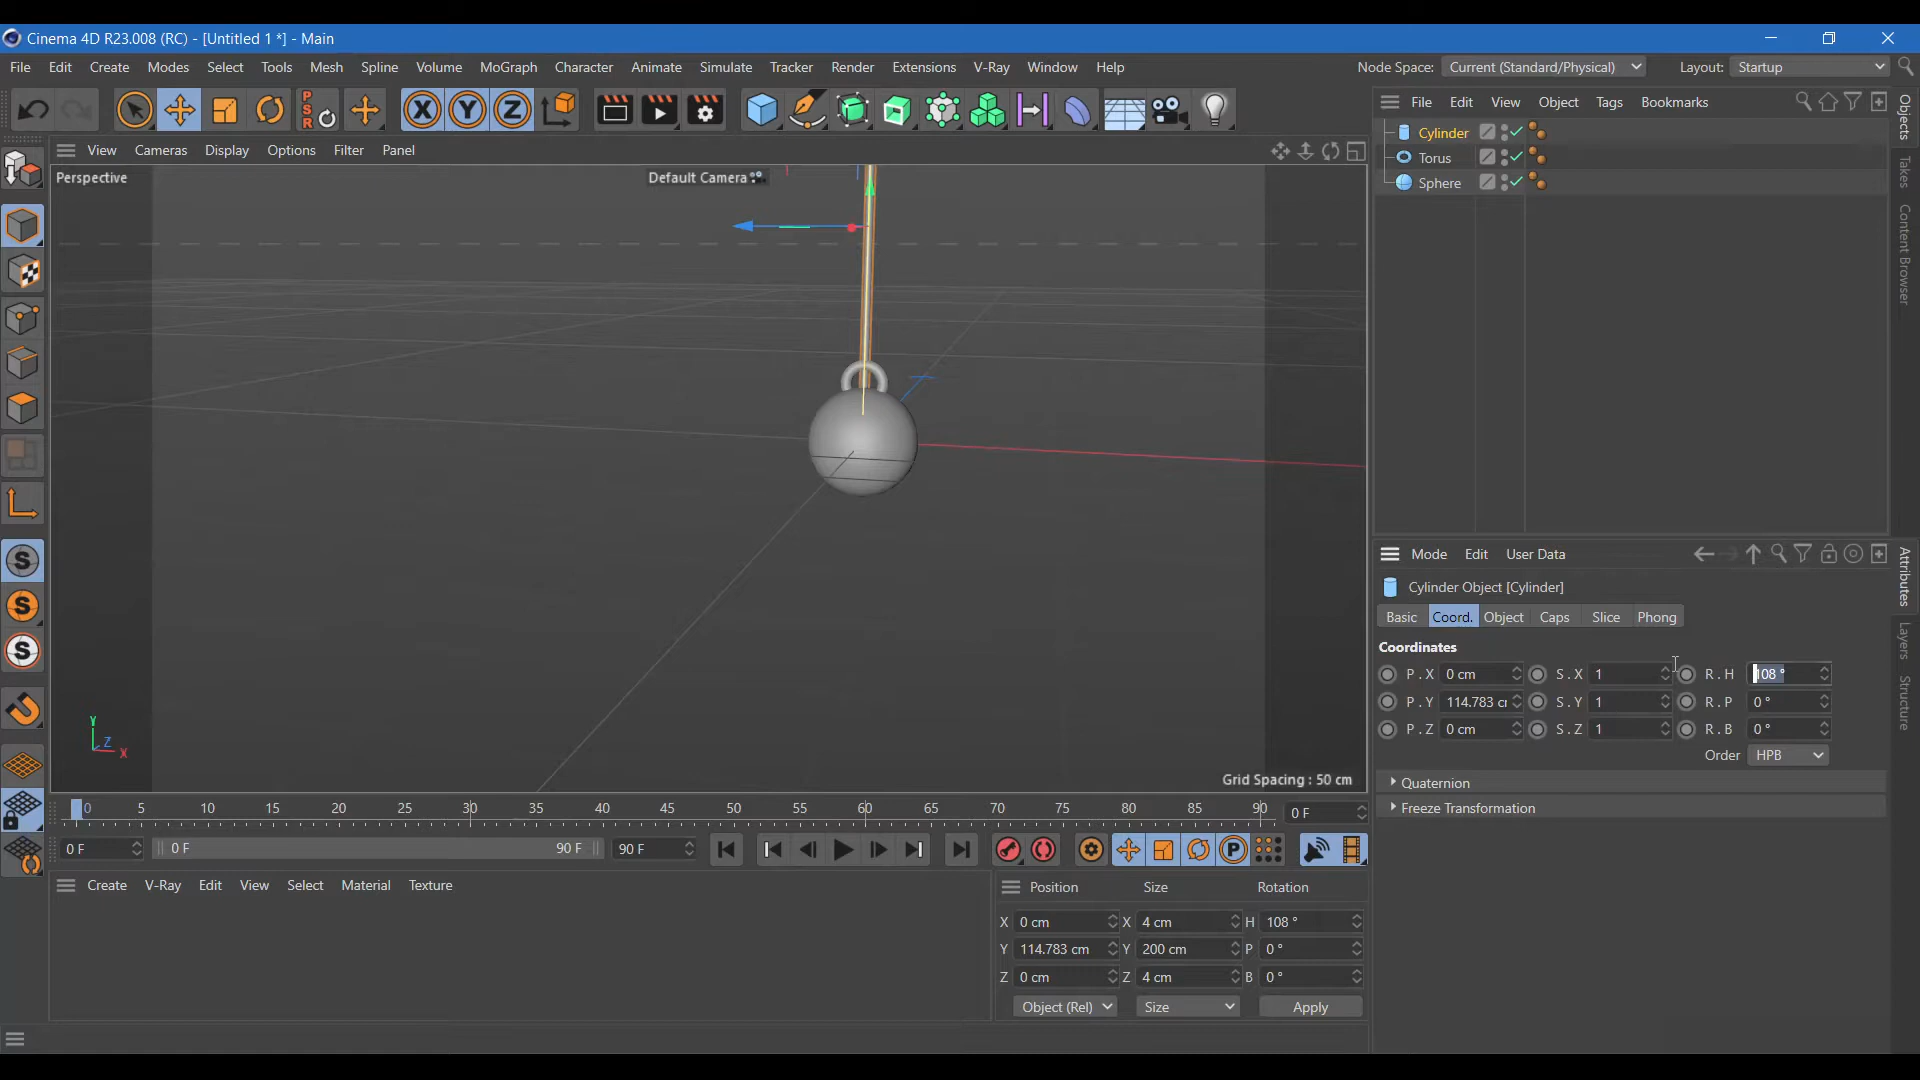 Cinema 4D R23.008 (RC) - [Untitled 1 *] - Main
File Edit Create Modes Select Tools Mesh Spline Volume MoGraph Character Animate Simulate Tracker Render Extensions V-Ray Window Help Node Space: Current (Standard/Physical) Layout: Startup
PSR X Y Z
View Cameras Display Options Filter Panel
Perspective
Default Camera
Y
Z
X
Grid Spacing : 50 cm
S
S
S
File Edit View Object Tags Bookmarks
Cylinder
Torus
Sphere
Objects
Takes
Content Browser
Mode Edit User Data
Cylinder Object [Cylinder]
Basic Coord. Object Caps Slice Phong
Coordinates
P . X 0 cm S . X 1 R . H 108 °
P . Y 114.783 cr S . Y 1 R . P 0 °
P . Z 0 cm S . Z 1 R . B 0 °
Order HPB
Quaternion
Freeze Transformation
Attributes
Layers
Structure
0 5 10 15 20 25 30 35 40 45 50 55 60 65 70 75 80 85 90 0 F
0 F 0 F 90 F 90 F P
Create V-Ray Edit View Select Material Texture
Position Size Rotation
X 0 cm X 4 cm H 108 °
Y 114.783 cm Y 200 cm P 0 °
Z 0 cm Z 4 cm B 0 °
Object (Rel) Size Apply